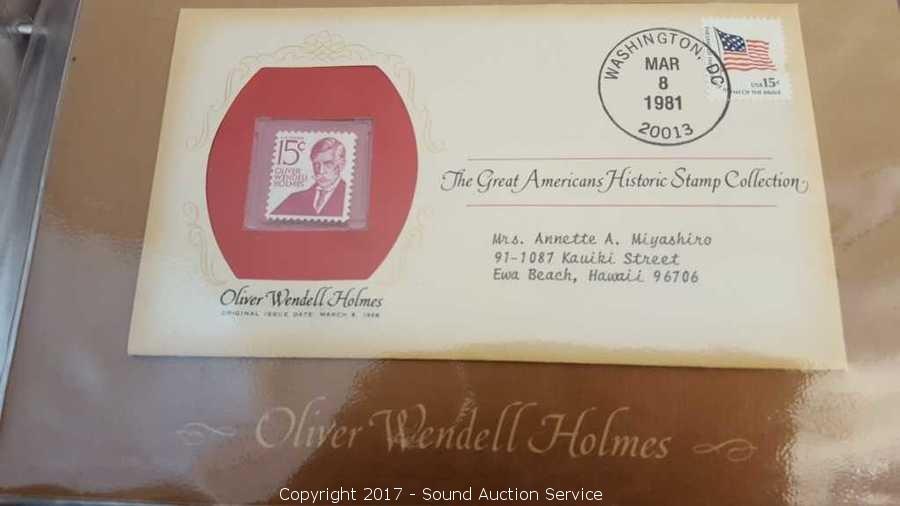 WASHINGTON, DC
MAR
8
1981
20013
USA 15c
15¢
OLIVER
WENDELL
HOLMES
The Great Americans Historic Stamp Collection
Mrs. Annette A. Miyashiro
91-1087 Kauiki Street
Ewa Beach, Hawaii 96706
Oliver Wendell Holmes
ORIGINAL ISSUE DATE: MARCH 8, 1968
Oliver Wendell Holmes
Copyright 2017 - Sound Auction Service